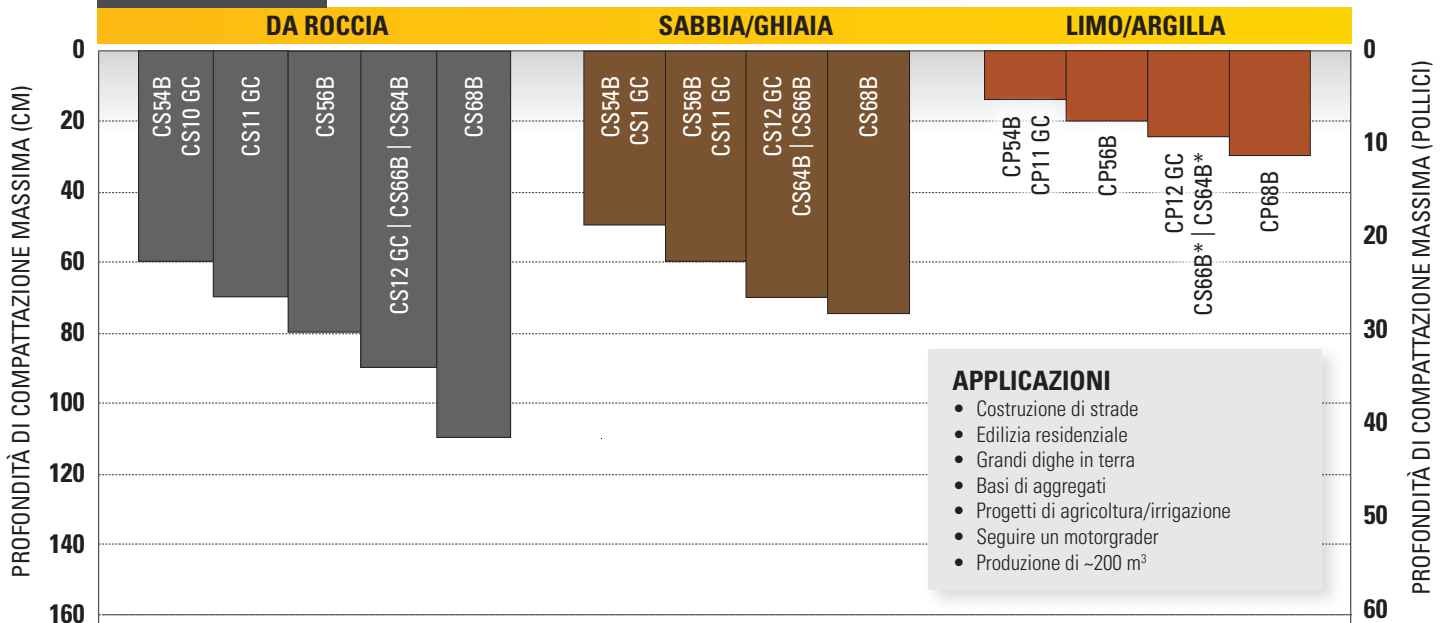 DA ROCCIA
SABBIA/GHIAIA
LIMO/ARGILLA
PROFONDITÀ DI COMPATTAZIONE MASSIMA (CM)
0
20
40
60
80
100
120
140
160
CS54B
CS10 GC
CS11 GC
CS56B
CS12 GC | CS66B | CS64B
CS68B
CS54B
CS1 GC
CS56B
CS11 GC
CS12 GC
CS64B | CS66B
CS68B
CP54B
CP11 GC
CP56B
CP12 GC
CS66B* | CS64B*
CP68B
APPLICAZIONI
• Costruzione di strade
• Edilizia residenziale
• Grandi dighe in terra
• Basi di aggregati
• Progetti di agricoltura/irrigazione
• Seguire un motorgrader
• Produzione di ~200 m³
0
10
20
30
40
50
60
PROFONDITÀ DI COMPATTAZIONE MASSIMA (POLLICI)